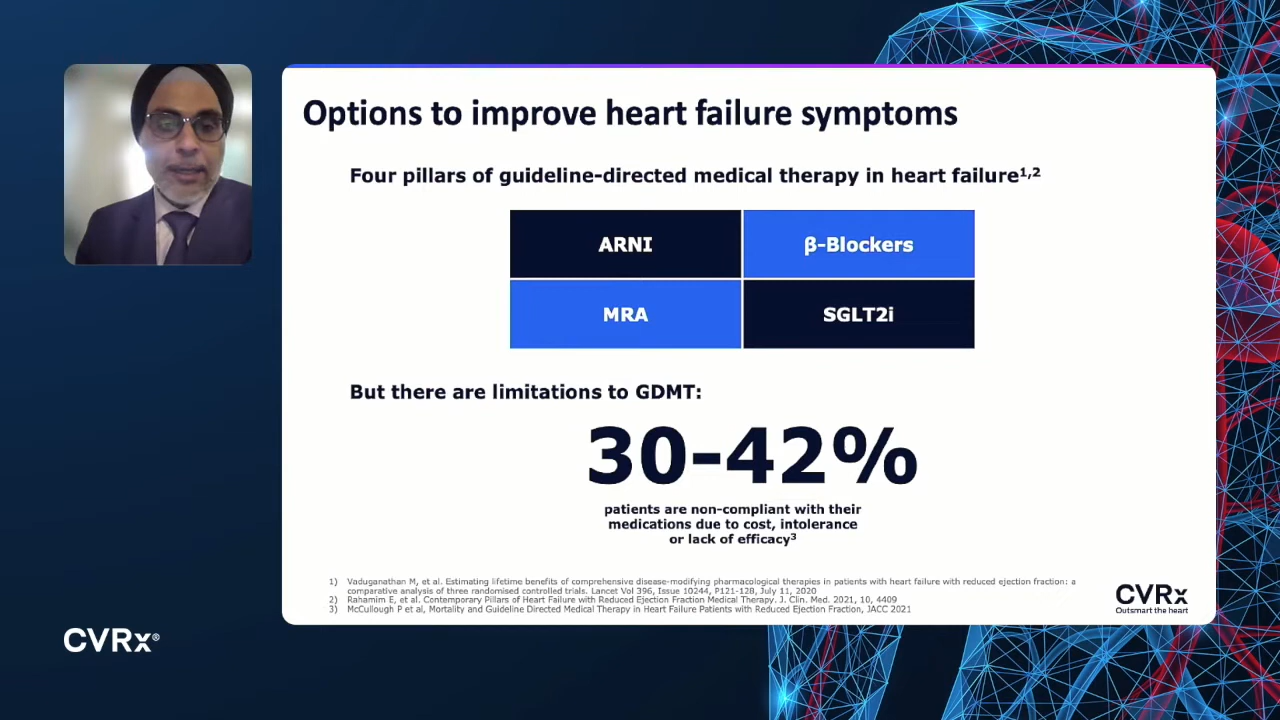 Options to improve heart failure symptoms
Four pillars of guideline-directed medical therapy in heart failure1,2
ARNI
β-Blockers
MRA
SGLT2i
But there are limitations to GDMT:
30-42%
patients are non-compliant with their
medications due to cost, intolerance
or lack of efficacy3
1) Vaduganathan M, et al. Estimating lifetime benefits of comprehensive disease-modifying pharmacological therapies in patients with heart failure with reduced ejection fraction: a
comparative analysis of three randomised controlled trials. Lancet Vol 396, Issue 10244, P121-128, July 11, 2020
2) Rahamim E, et al. Contemporary Pillars of Heart Failure with Reduced Ejection Fraction Medical Therapy. J. Clin. Med. 2021, 10, 4409
3) McCullough P et al, Mortality and Guideline Directed Medical Therapy in Heart Failure Patients with Reduced Ejection Fraction, JACC 2021
CVRx
Outsmart the heart
CVRx®